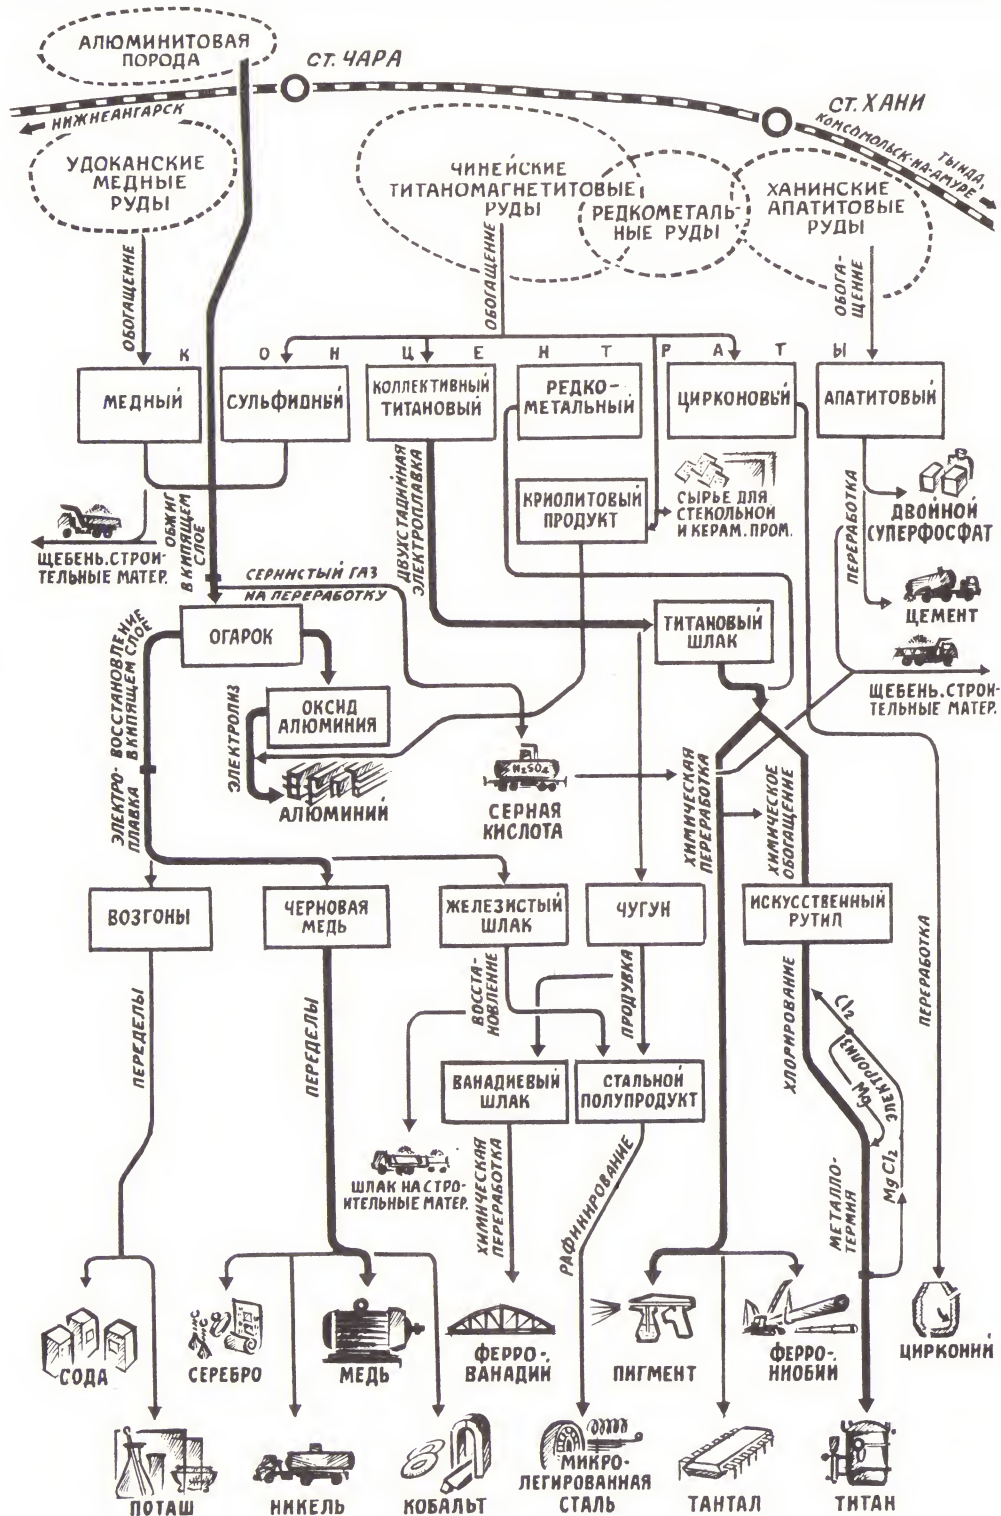 АЛЮМИНИТОВАЯ
ПОРОДА
СТ. ЧАРА
СТ. ХАНИ
НИЖНЕАНГАРСК
КОМСОМОЛЬСК-НА-АМУРЕ
ТЫНДА,
УДОКАНСКИЕ
МЕДНЫЕ
РУДЫ
ЧИНЕЙСКИЕ
ТИТАНОМАГНЕТИТОВЫЕ
РУДЫ
РЕДКОМЕТАЛЬ-
НЫЕ РУДЫ
ХАНИНСКИЕ
АПАТИТОВЫЕ
РУДЫ
ОБОГАЩЕНИЕ
ОБОГАЩЕНИЕ
ОБОГА-
ЩЕНИЕ
К О Н Ц Е Н Т Р А Т Ы
МЕДНЫЙ
СУЛЬФИДНЫЙ
КОЛЛЕКТИВНЫЙ
ТИТАНОВЫЙ
РЕДКО-
МЕТАЛЬНЫЙ
ЦИРКОНОВЫЙ
АПАТИТОВЫЙ
ЩЕБЕНЬ. СТРОИ-
ТЕЛЬНЫЕ МАТЕР.
ОБЖИГ
В КИПЯЩЕМ
СЛОЕ
ДВУХСТАДИЙНАЯ
ЭЛЕКТРОПЛАВКА
КРИОЛИТОВЫЙ
ПРОДУКТ
СЫРЬЕ ДЛЯ
СТЕКОЛЬНОЙ
И КЕРАМ. ПРОМ.
ПЕРЕРАБОТКА
ДВОЙНОЙ
СУПЕРФОСФАТ
ЦЕМЕНТ
ЩЕБЕНЬ. СТРОИ-
ТЕЛЬНЫЕ МАТЕР.
СЕРНИСТЫЙ ГАЗ
НА ПЕРЕРАБОТКУ
ОГАРОК
ТИТАНОВЫЙ
ШЛАК
ВОССТАНОВЛЕНИЕ
В КИПЯЩЕМ СЛОЕ
ЭЛЕКТРО-
ПЛАВКА
ОКСИД
АЛЮМИНИЯ
ЭЛЕКТРОЛИЗ
АЛЮМИНИЙ
H2SO4
СЕРНАЯ
КИСЛОТА
ХИМИЧЕСКАЯ
ПЕРЕРАБОТКА
ХИМИЧЕСКОЕ
ОБОГАЩЕНИЕ
ВОЗГОНЫ
ЧЕРНОВАЯ
МЕДЬ
ЖЕЛЕЗИСТЫЙ
ШЛАК
ЧУГУН
ИСКУССТВЕННЫЙ
РУТИЛ
ПЕРЕРАБОТКА
ПЕРЕДЕЛЫ
ПЕРЕДЕЛЫ
ВОССТА-
НОВЛЕНИЕ
ПРОДУВКА
ХЛОРИРОВАНИЕ
Cl2
ЭЛЕКТРОЛИЗ
Mg
MgCl2
ВАНАДИЕВЫЙ
ШЛАК
СТАЛЬНОЙ
ПОЛУПРОДУКТ
ШЛАК НА СТРО-
ИТЕЛЬНЫЕ МАТЕР.
ХИМИЧЕСКАЯ
ПЕРЕРАБОТКА
РАФИНИРОВАНИЕ
МЕТАЛЛО-
ТЕРМИЯ
СОДА
СЕРЕБРО
МЕДЬ
ФЕРРО-
ВАНАДИЙ
ПИГМЕНТ
ФЕРРО-
НИОБИЙ
ЦИРКОНИЙ
ПОТАШ
НИКЕЛЬ
КОБАЛЬТ
МИКРО-
ЛЕГИРОВАННАЯ
СТАЛЬ
ТАНТАЛ
ТИТАН